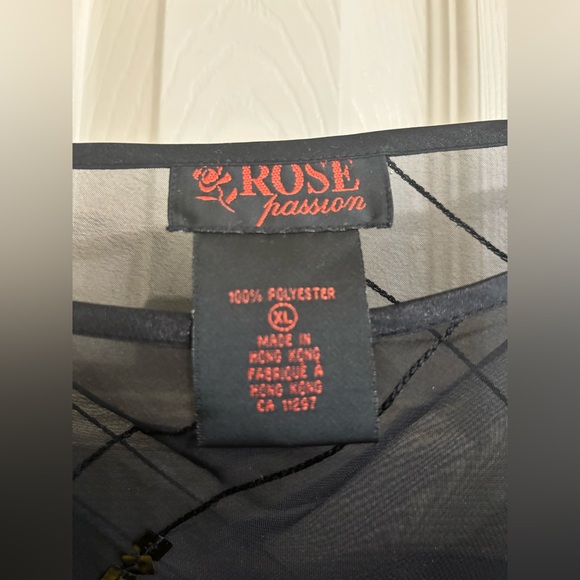 ROSE
passion
100% POLYESTER
XL
MADE IN
HONG KONG
FABRIQUÉ À
HONG KONG
CA 11297